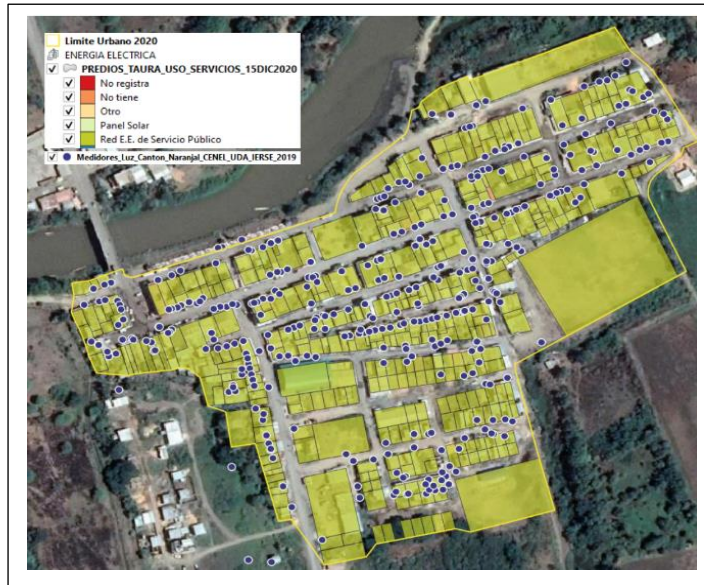 Limite Urbano 2020
ENERGIA ELECTRICA
PREDIOS_TAURA_USO_SERVICIOS_15DIC2020
No registra
No tiene
Otro
Panel Solar
Red E.E. de Servicio Público
Medidores_Luz_Canton_Naranjal_CENEL_UDA_IERSE_2019